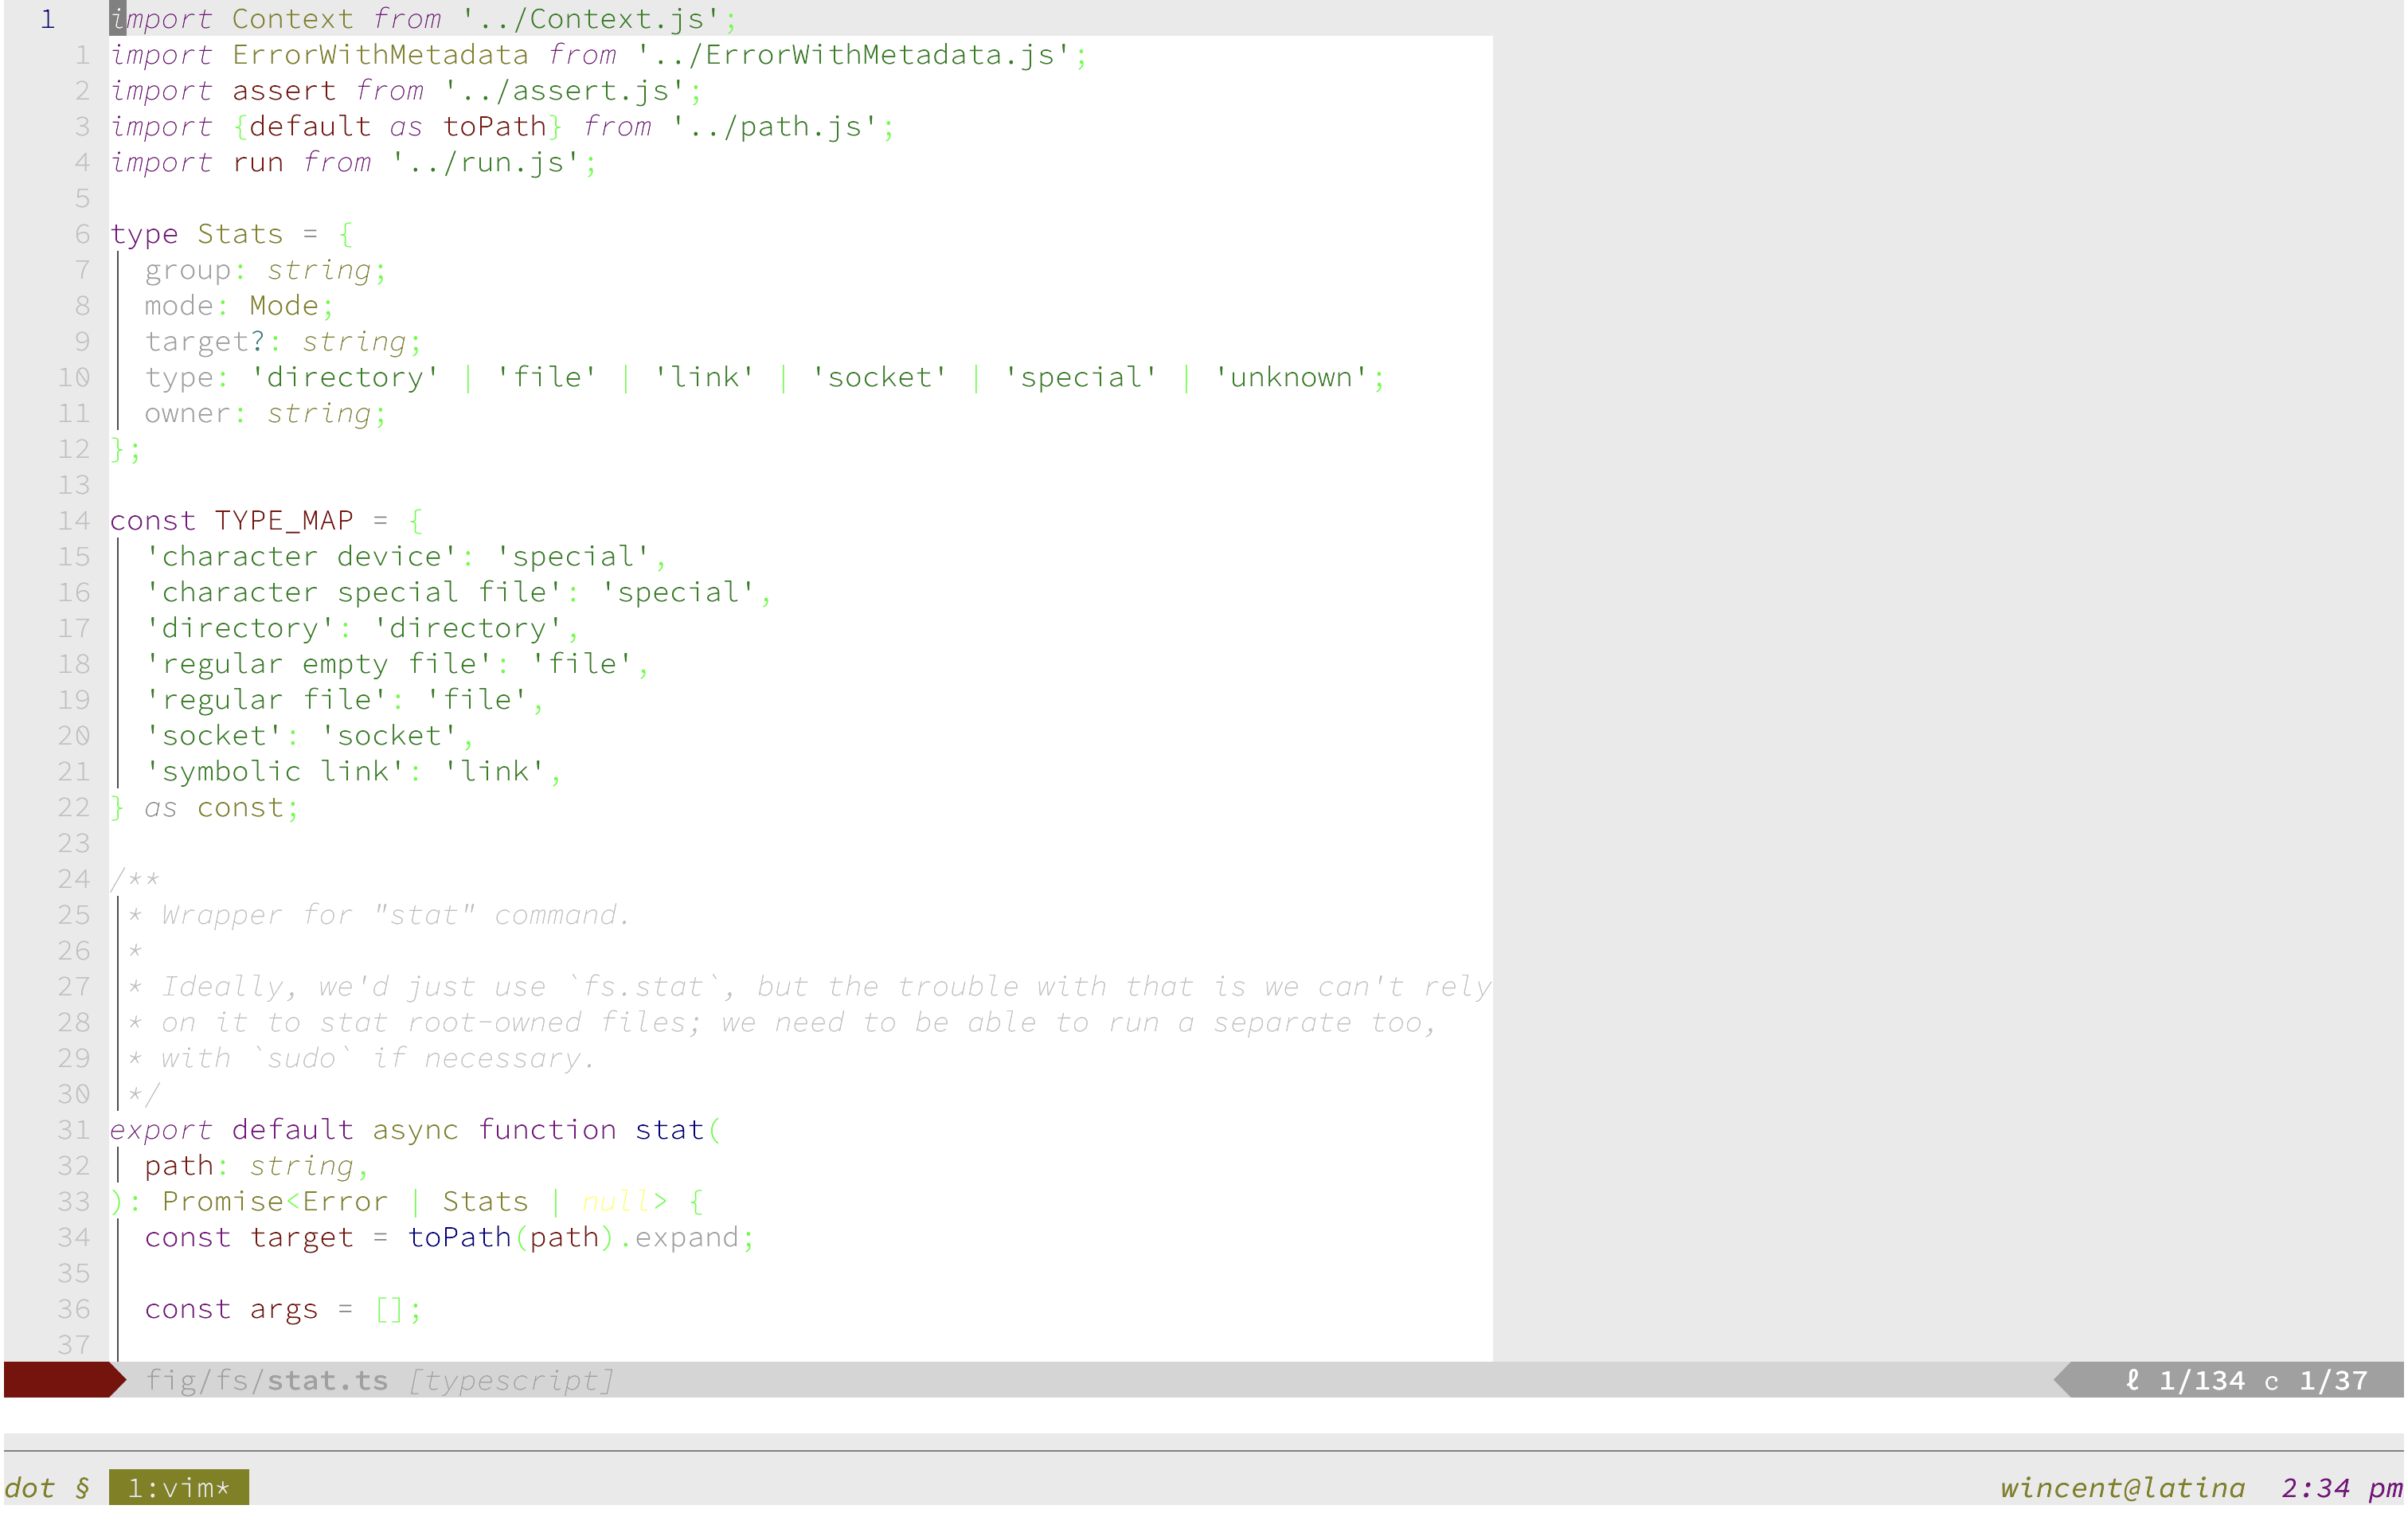 1 import Context from '../Context.js';
1 import ErrorWithMetadata from '../ErrorWithMetadata.js';
2 import assert from '../assert.js';
3 import {default as toPath} from '../path.js';
4 import run from '../run.js';
5
6 type Stats = {
7   group: string;
8   mode: Mode;
9   target?: string;
10   type: 'directory' | 'file' | 'link' | 'socket' | 'special' | 'unknown';
11   owner: string;
12 };
13
14 const TYPE_MAP = {
15   'character device': 'special',
16   'character special file': 'special',
17   'directory': 'directory',
18   'regular empty file': 'file',
19   'regular file': 'file',
20   'socket': 'socket',
21   'symbolic link': 'link',
22 } as const;
23
24 /**
25  * Wrapper for "stat" command.
26  *
27  * Ideally, we'd just use `fs.stat`, but the trouble with that is we can't rely
28  * on it to stat root-owned files; we need to be able to run a separate too,
29  * with `sudo` if necessary.
30  */
31 export default async function stat(
32   path: string,
33 ): Promise<Error | Stats | null> {
34   const target = toPath(path).expand;
35
36   const args = [];
37
fig/fs/stat.ts [typescript] ℓ 1/134 c 1/37
dot § 1:vim* wincent@latina 2:34 pm